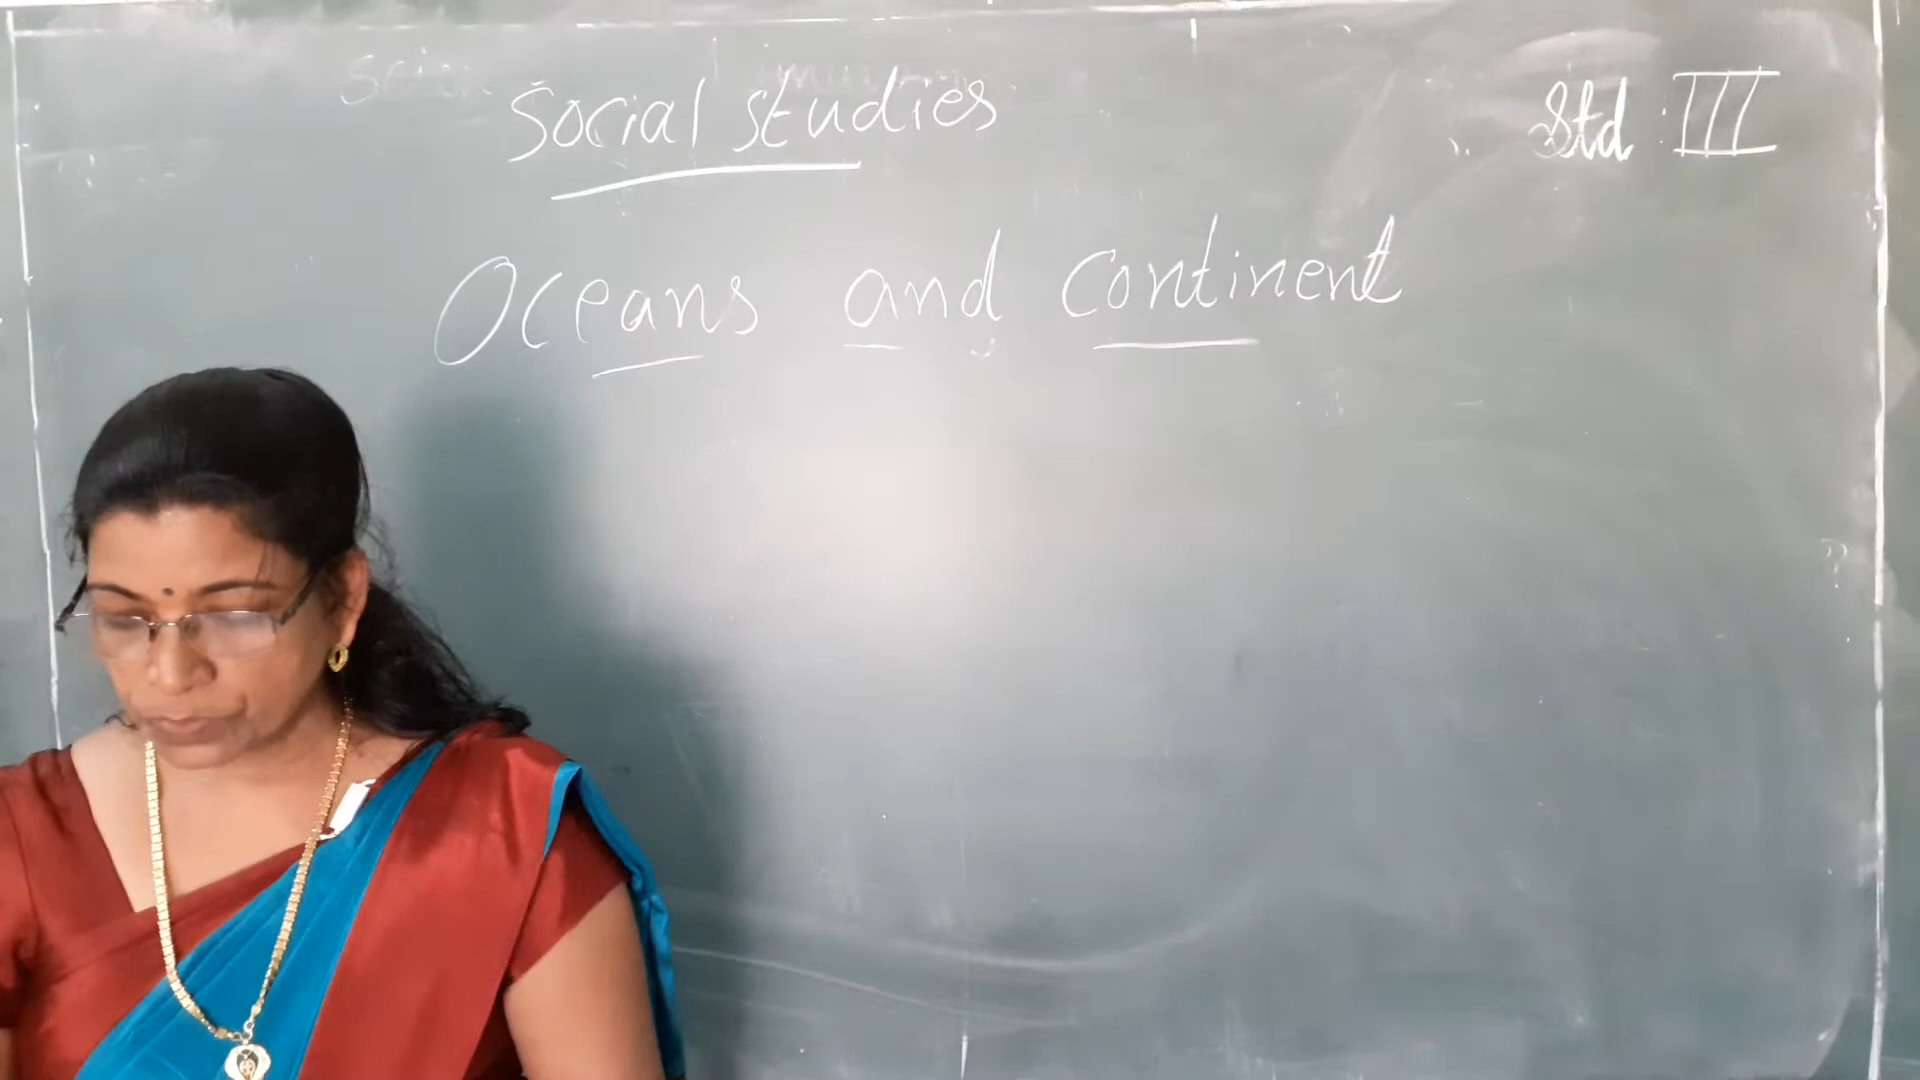 Social studies
Std : III
Oceans and continent